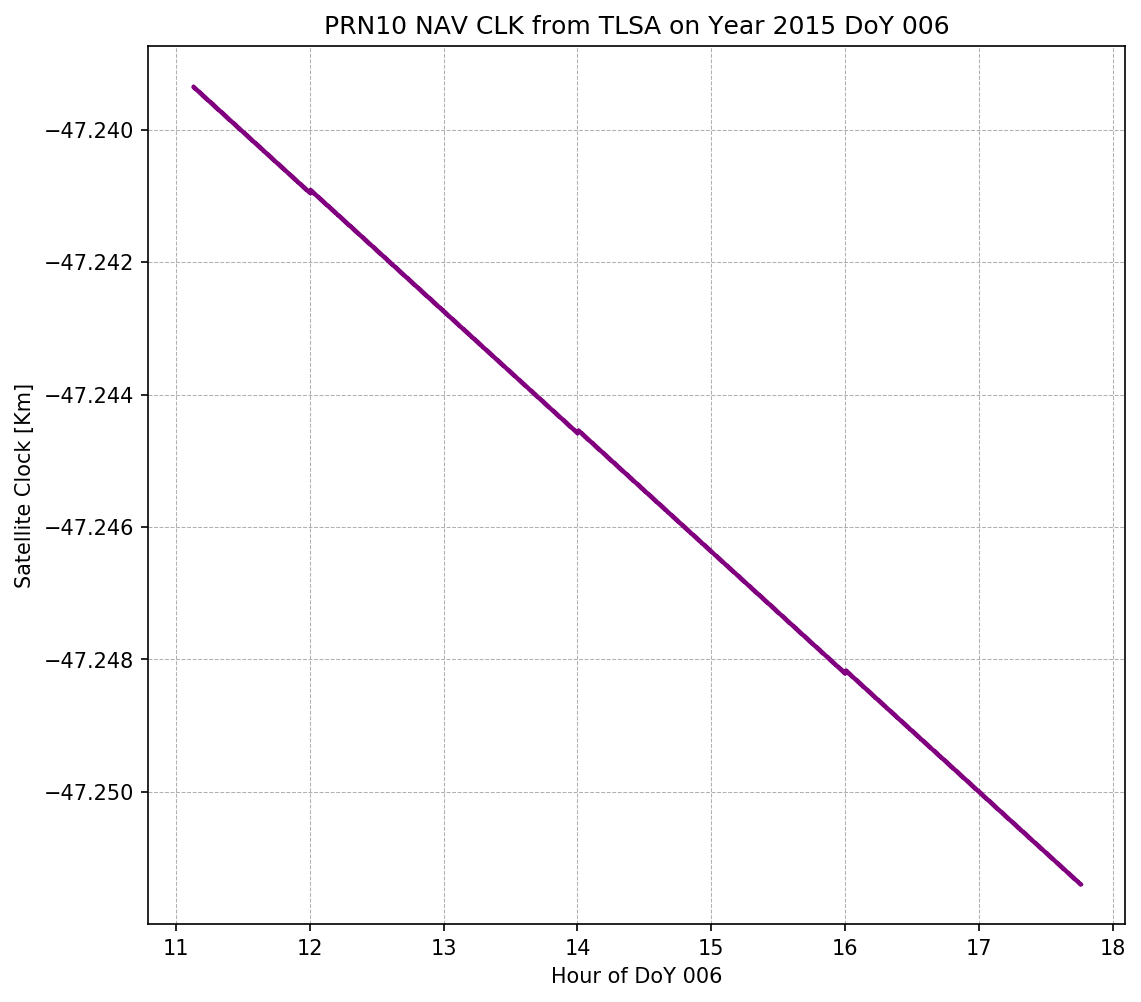 PRN10 NAV CLK from TLSA on Year 2015 DoY 006
Satellite Clock [Km]
−47.240
−47.242
−47.244
−47.246
−47.248
−47.250
11 12 13 14 15 16 17 18
Hour of DoY 006